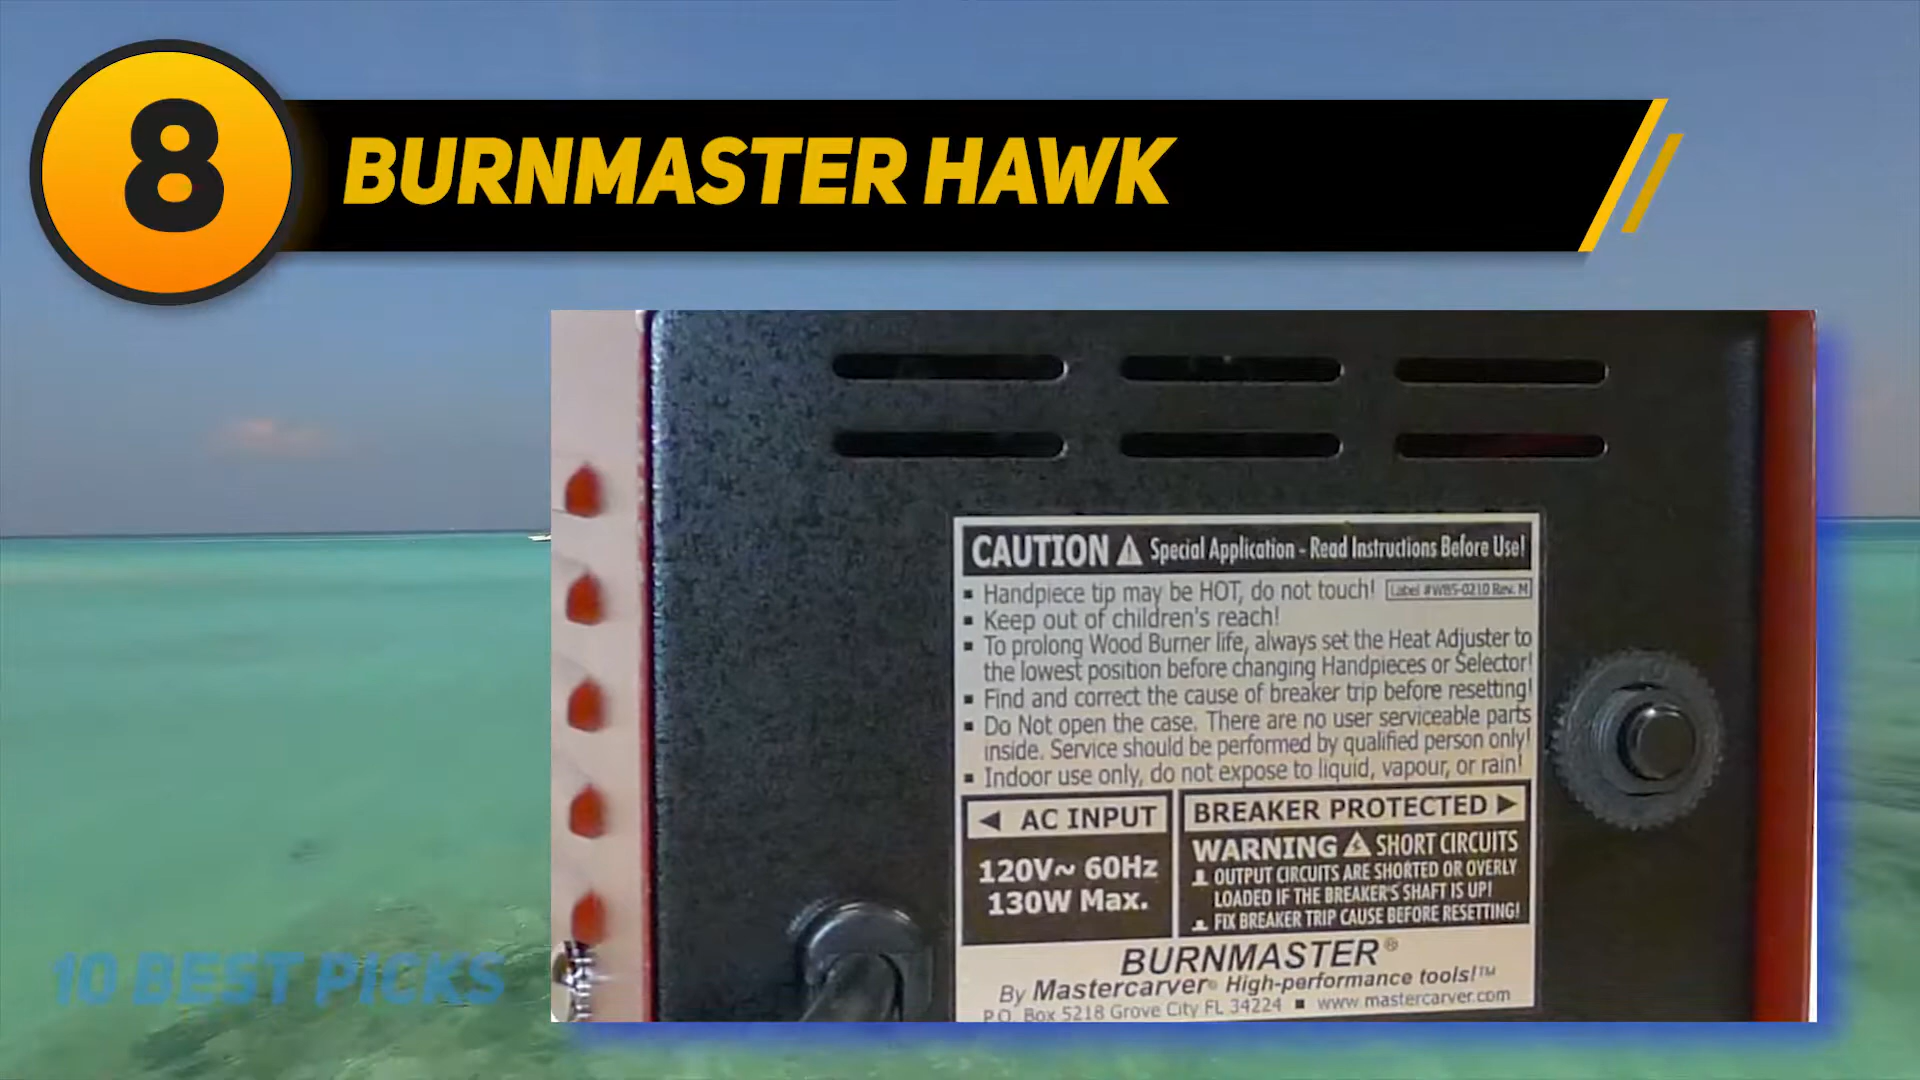 8
BURNMASTER HAWK
CAUTION Special Application - Read Instructions Before Use!
▪ Handpiece tip may be HOT, do not touch! Label #WBS-0210 Rev. M
▪ Keep out of children's reach!
▪ To prolong Wood Burner life, always set the Heat Adjuster to
the lowest position before changing Handpieces or Selector!
▪ Find and correct the cause of breaker trip before resetting!
▪ Do Not open the case. There are no user serviceable parts
inside. Service should be performed by qualified person only!
▪ Indoor use only, do not expose to liquid, vapour, or rain!
◄ AC INPUT
120V~ 60Hz
130W Max.
BREAKER PROTECTED ►
WARNING SHORT CIRCUITS
OUTPUT CIRCUITS ARE SHORTED OR OVERLY
LOADED IF THE BREAKER'S SHAFT IS UP!
FIX BREAKER TRIP CAUSE BEFORE RESETTING!
BURNMASTER®
By Mastercarver® High-performance tools!™
P.O. Box 5218 Grove City FL 34224 ▪ www.mastercarver.com
10 BEST PICKS